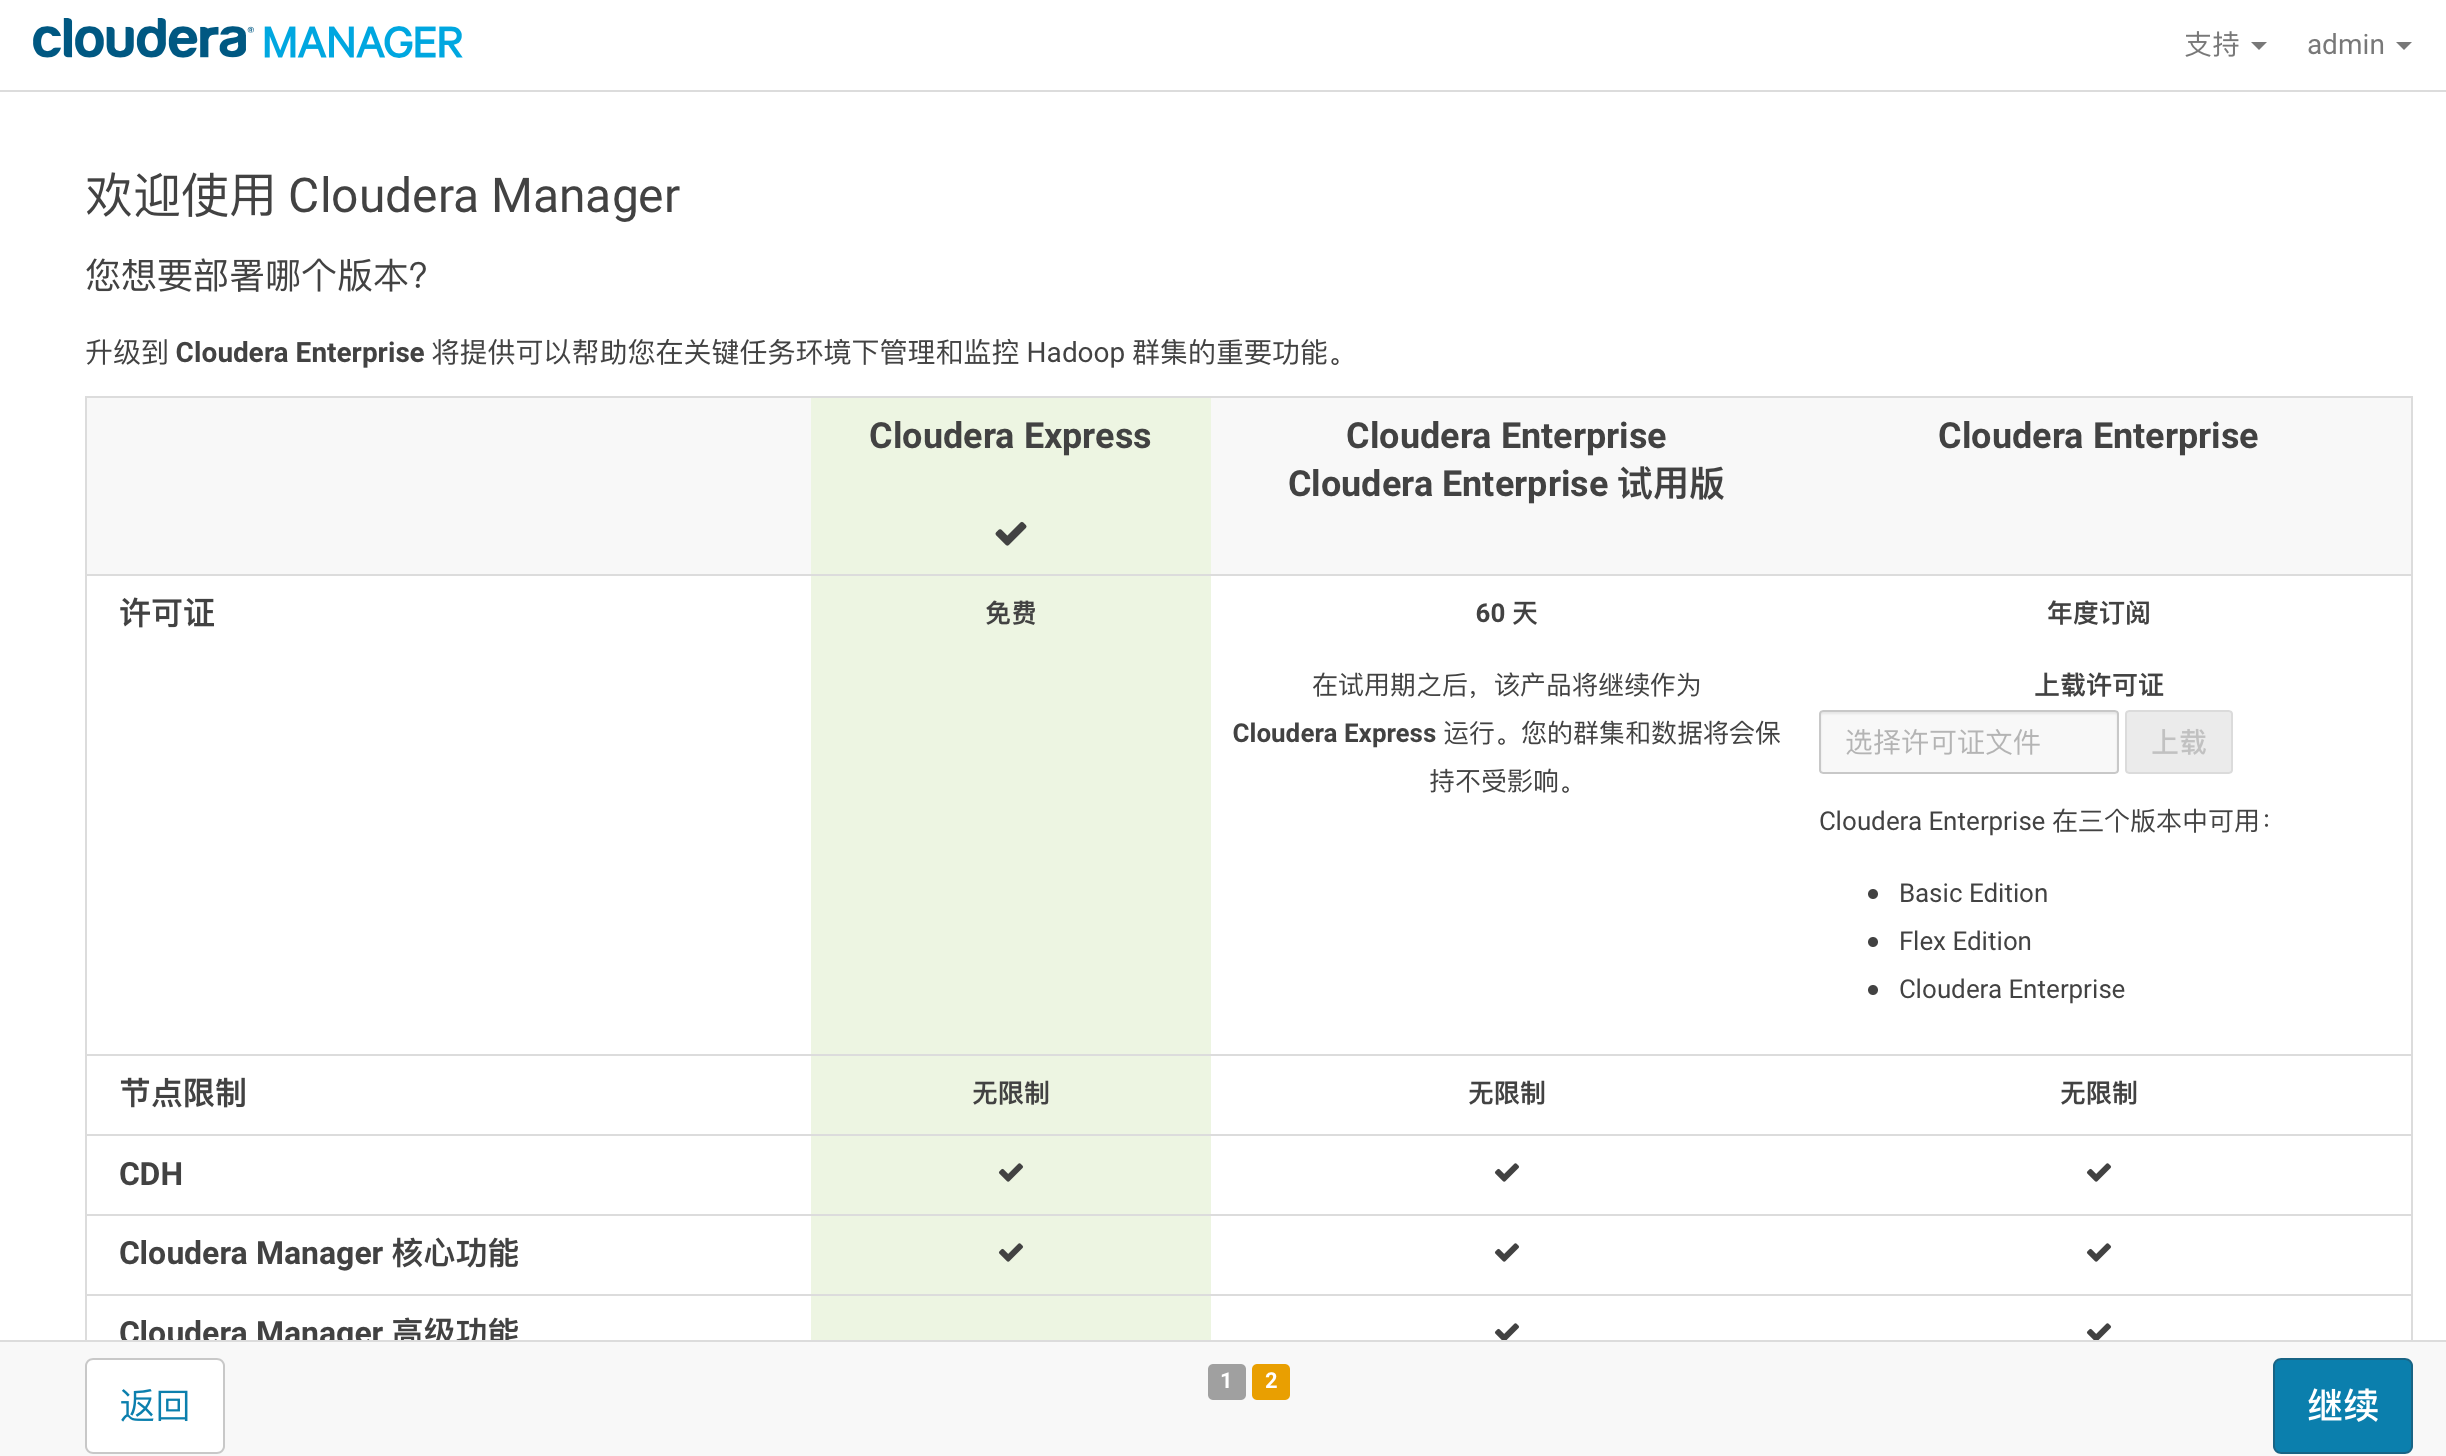 cloudera MANAGER
支持 admin
欢迎使用 Cloudera Manager
您想要部署哪个版本?
升级到 Cloudera Enterprise 将提供可以帮助您在关键任务环境下管理和监控 Hadoop 群集的重要功能。
Cloudera Express
Cloudera Enterprise
Cloudera Enterprise 试用版
Cloudera Enterprise
许可证
免费
60 天
在试用期之后，该产品将继续作为
Cloudera Express 运行。您的群集和数据将会保
持不受影响。
年度订阅
上载许可证
选择许可证文件 上载
Cloudera Enterprise 在三个版本中可用：
Basic Edition
Flex Edition
Cloudera Enterprise
节点限制 无限制 无限制 无限制
CDH
Cloudera Manager 核心功能
Cloudera Manager 高级功能
返回 1 2 继续